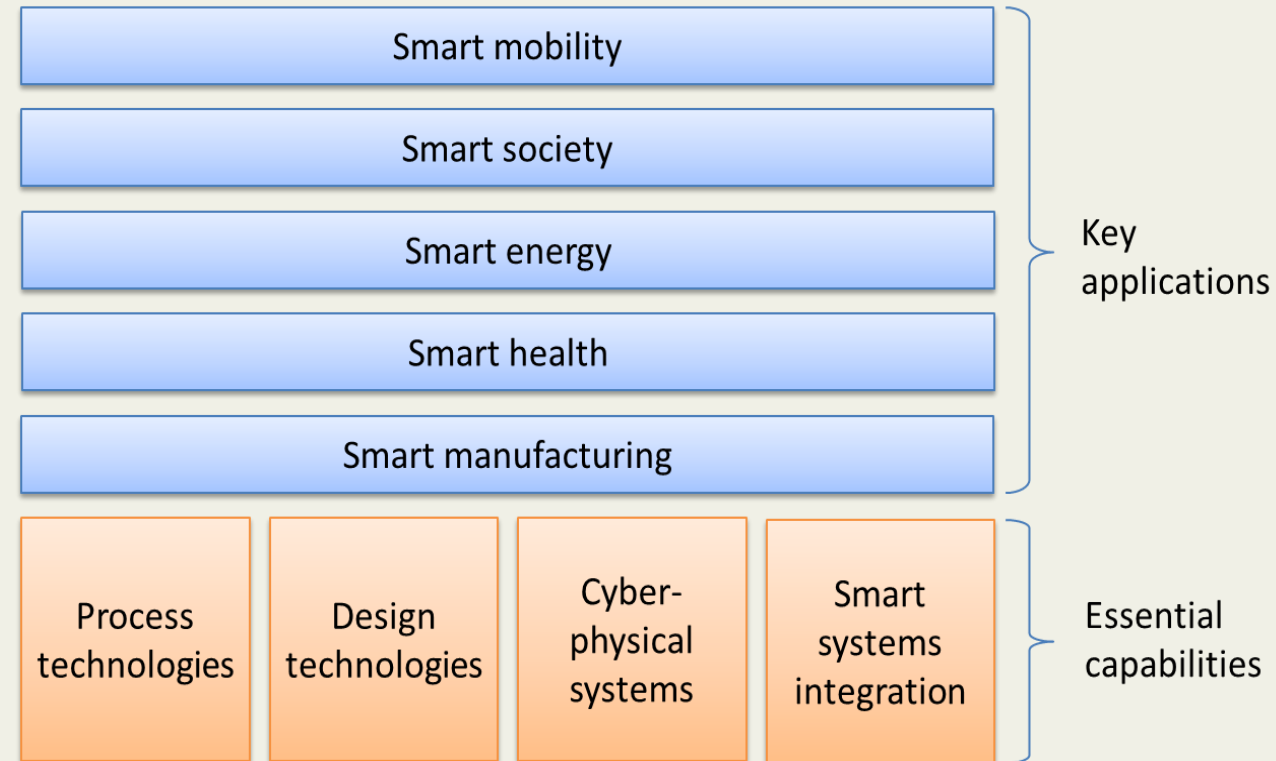 Smart mobility
Smart society
Smart energy
Smart health
Smart manufacturing
Key
applications
Process
technologies
Design
technologies
Cyber-
physical
systems
Smart
systems
integration
Essential
capabilities